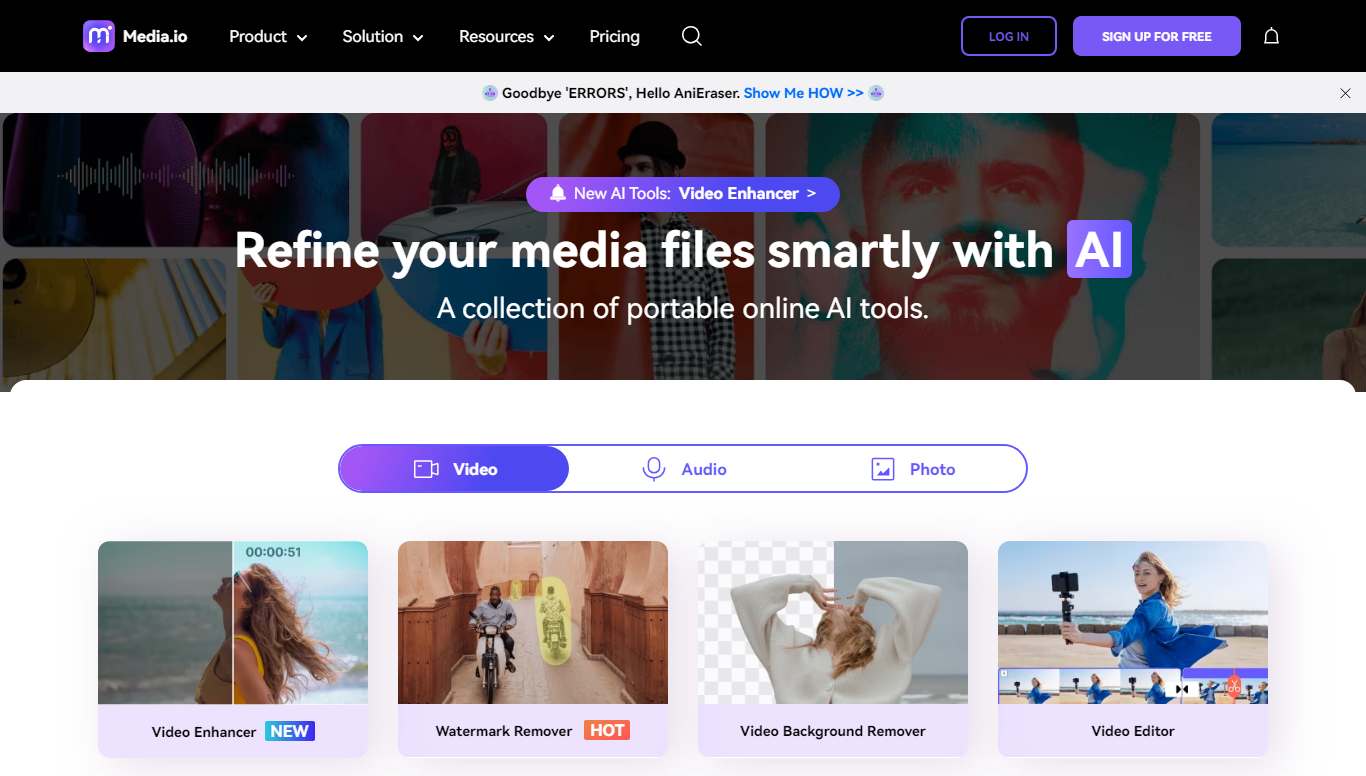 Media.io Product Solution Resources Pricing LOG IN SIGN UP FOR FREE
Goodbye 'ERRORS', Hello AniEraser. Show Me HOW >>
New AI Tools: Video Enhancer >
Refine your media files smartly with AI
A collection of portable online AI tools.
Video Audio Photo
00:00:51
Video Enhancer NEW
Watermark Remover HOT
Video Background Remover
Video Editor